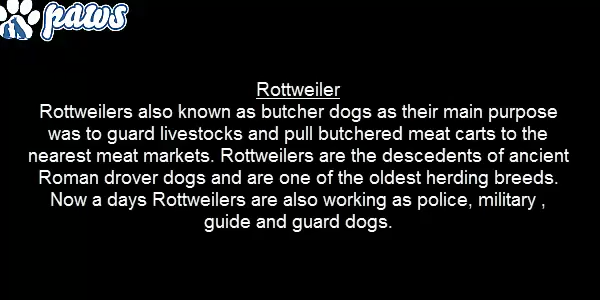 paws
Rottweiler
Rottweilers also known as butcher dogs as their main purpose
was to guard livestocks and pull butchered meat carts to the
nearest meat markets. Rottweilers are the descedents of ancient
Roman drover dogs and are one of the oldest herding breeds.
Now a days Rottweilers are also working as police, military ,
guide and guard dogs.